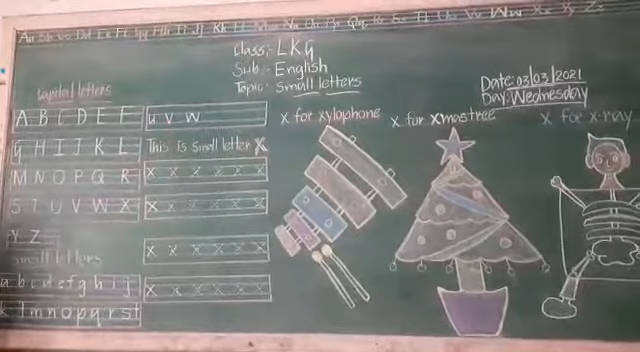 Class:- LKG
Sub:- English
Topic:- Small letters
Date: 03/03/2021
Day: Wednesday
Capital letters
A B C D E F
G H I J K L
M N O P Q R
S T U V W X
Y Z
Small letters
a b c d e f g h i j
k l m n o p q r s t
u v w
This is small letter x
x x x x x x
x x x x x x
x x x x x x
x x x x x x
x for xylophone
x for xmastree
x for x-ray